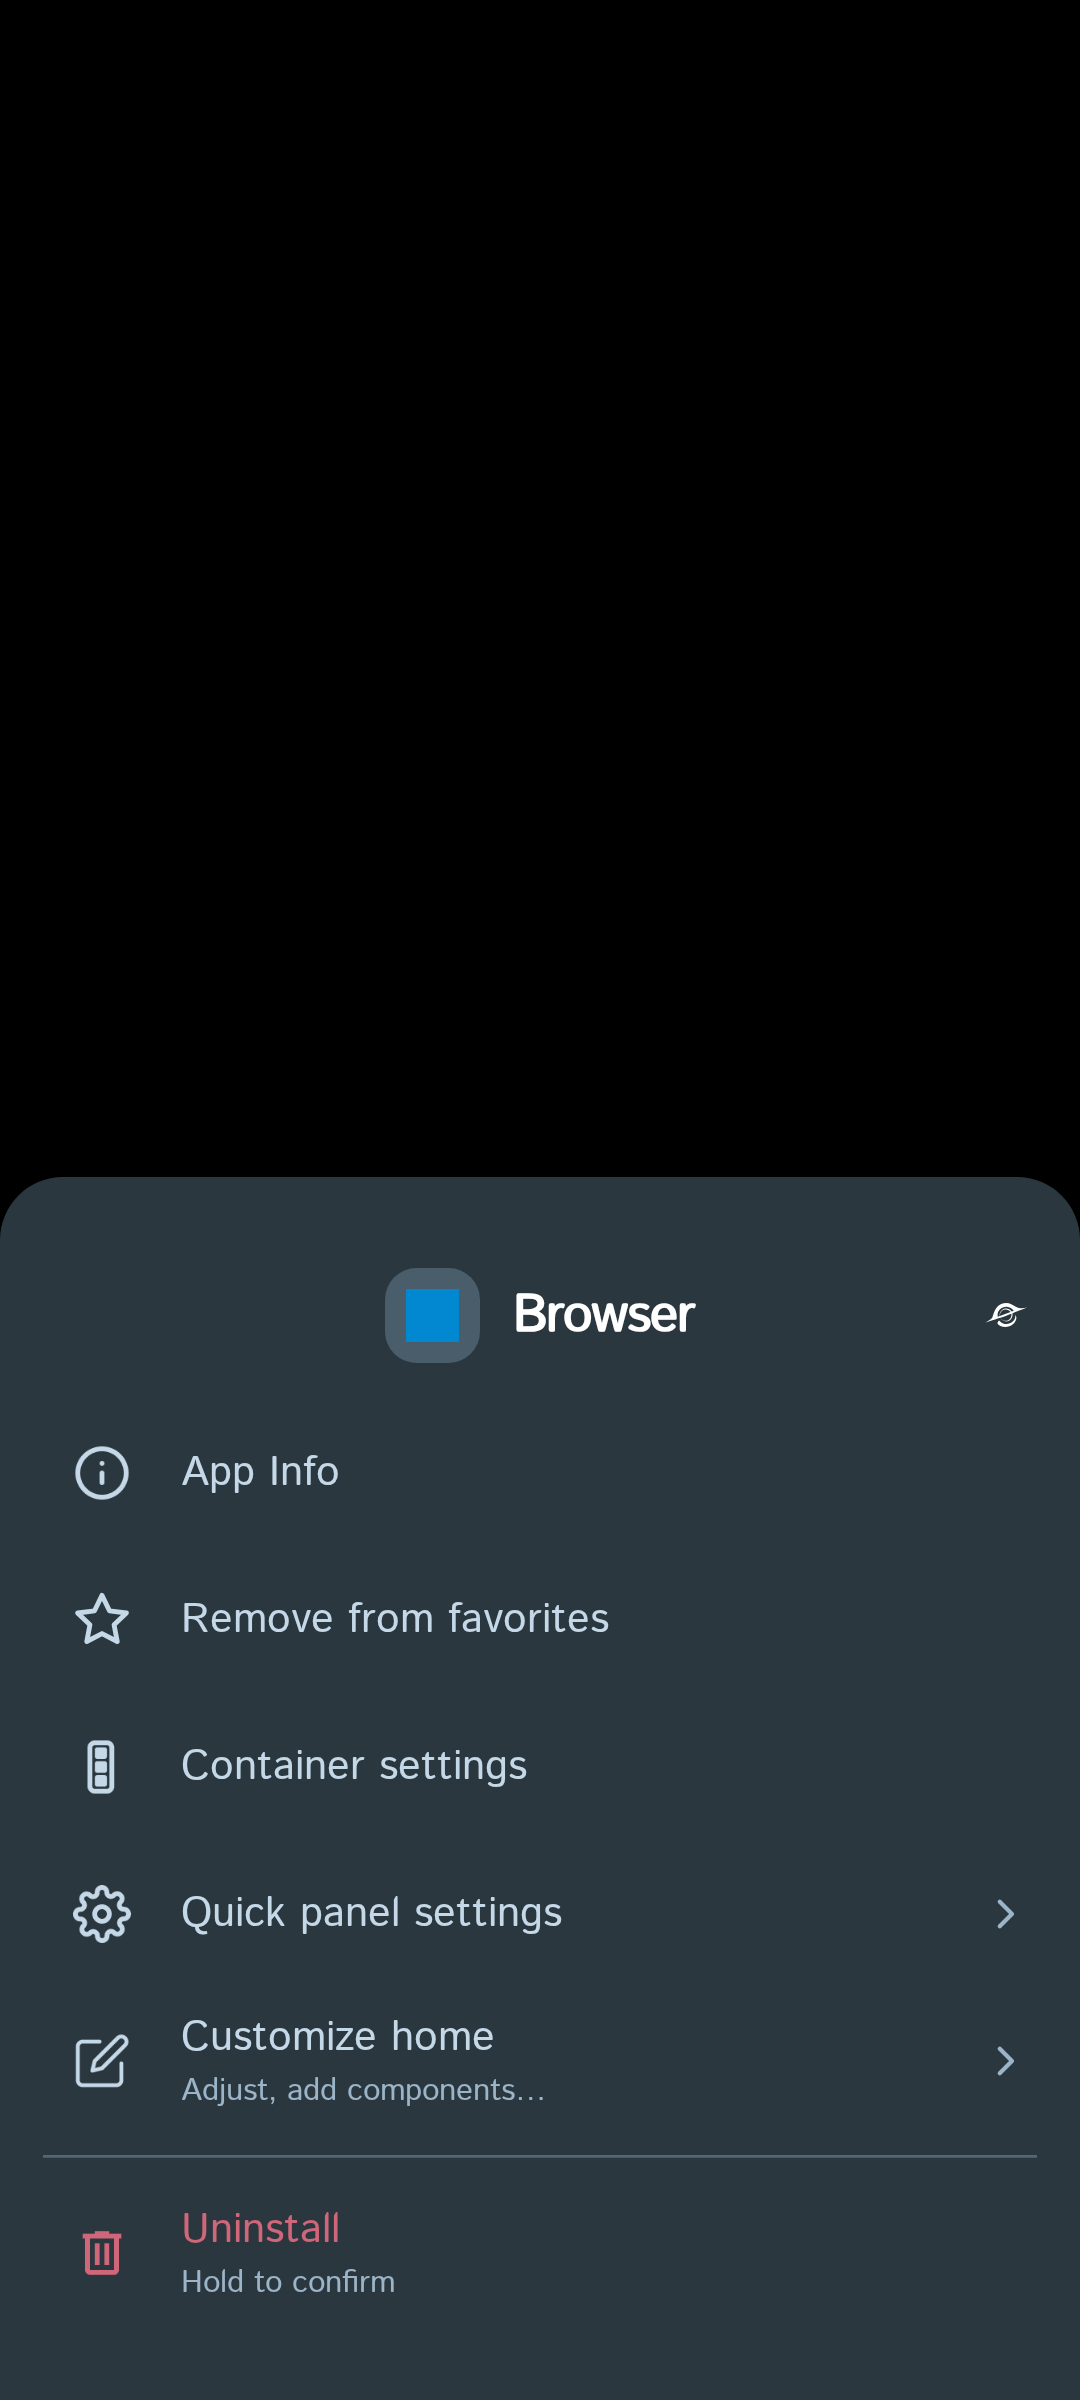 Browser
App Info
Remove from favorites
Container settings
Quick panel settings
Customize home
Adjust, add components...
Uninstall
Hold to confirm